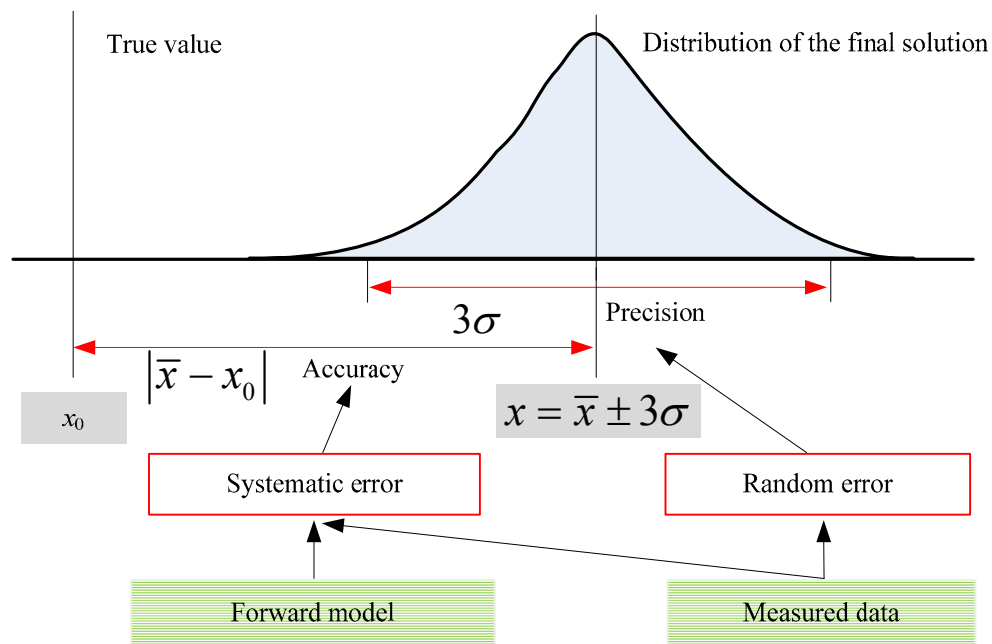 True value
Distribution of the final solution
3σ
Precision
|x̅ − x₀|
Accuracy
x₀
x = x̅ ± 3σ
Systematic error
Random error
Forward model
Measured data